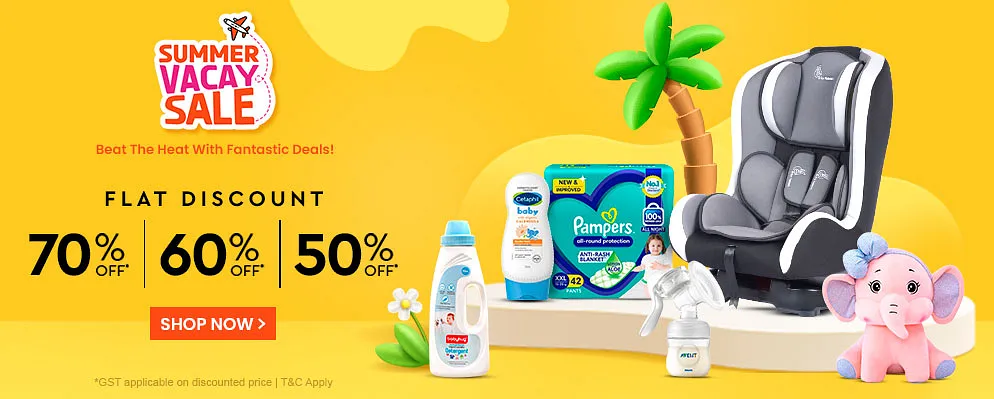 SUMMER
VACAY
SALE
Beat The Heat With Fantastic Deals!
FLAT DISCOUNT
70% OFF*
60% OFF*
50% OFF*
SHOP NOW >
*GST applicable on discounted price | T&C Apply
babyhug
Detergent
Cetaphil
baby
NEW &
IMPROVED
Pampers
all-round protection
ANTI-RASH
BLANKET
ALOE
XXL
42
PANTS
No.1
100%
ALL NIGHT
AVENT